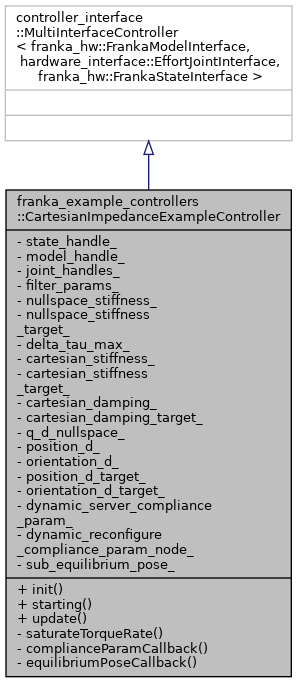 controller_interface
::MultiInterfaceController
< franka_hw::FrankaModelInterface,
hardware_interface::EffortJointInterface,
franka_hw::FrankaStateInterface >
franka_example_controllers
::CartesianImpedanceExampleController
- state_handle_
- model_handle_
- joint_handles_
- filter_params_
- nullspace_stiffness_
- nullspace_stiffness
_target_
- delta_tau_max_
- cartesian_stiffness_
- cartesian_stiffness
_target_
- cartesian_damping_
- cartesian_damping_target_
- q_d_nullspace_
- position_d_
- orientation_d_
- position_d_target_
- orientation_d_target_
- dynamic_server_compliance
_param_
- dynamic_reconfigure
_compliance_param_node_
- sub_equilibrium_pose_
+ init()
+ starting()
+ update()
- saturateTorqueRate()
- complianceParamCallback()
- equilibriumPoseCallback()